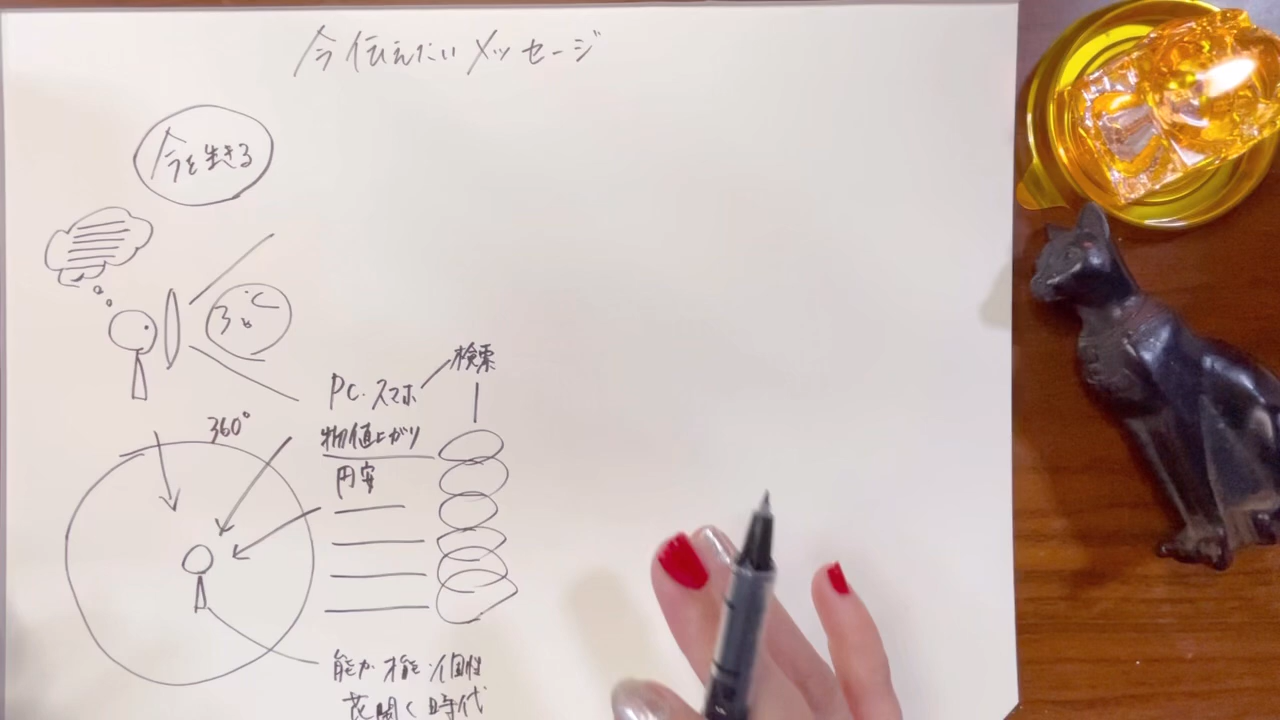 今伝えたいメッセージ
今を生きる
3%
360°
検索
PC・スマホ
物価値上がり
円安
能力・才能・個性
花開く時代